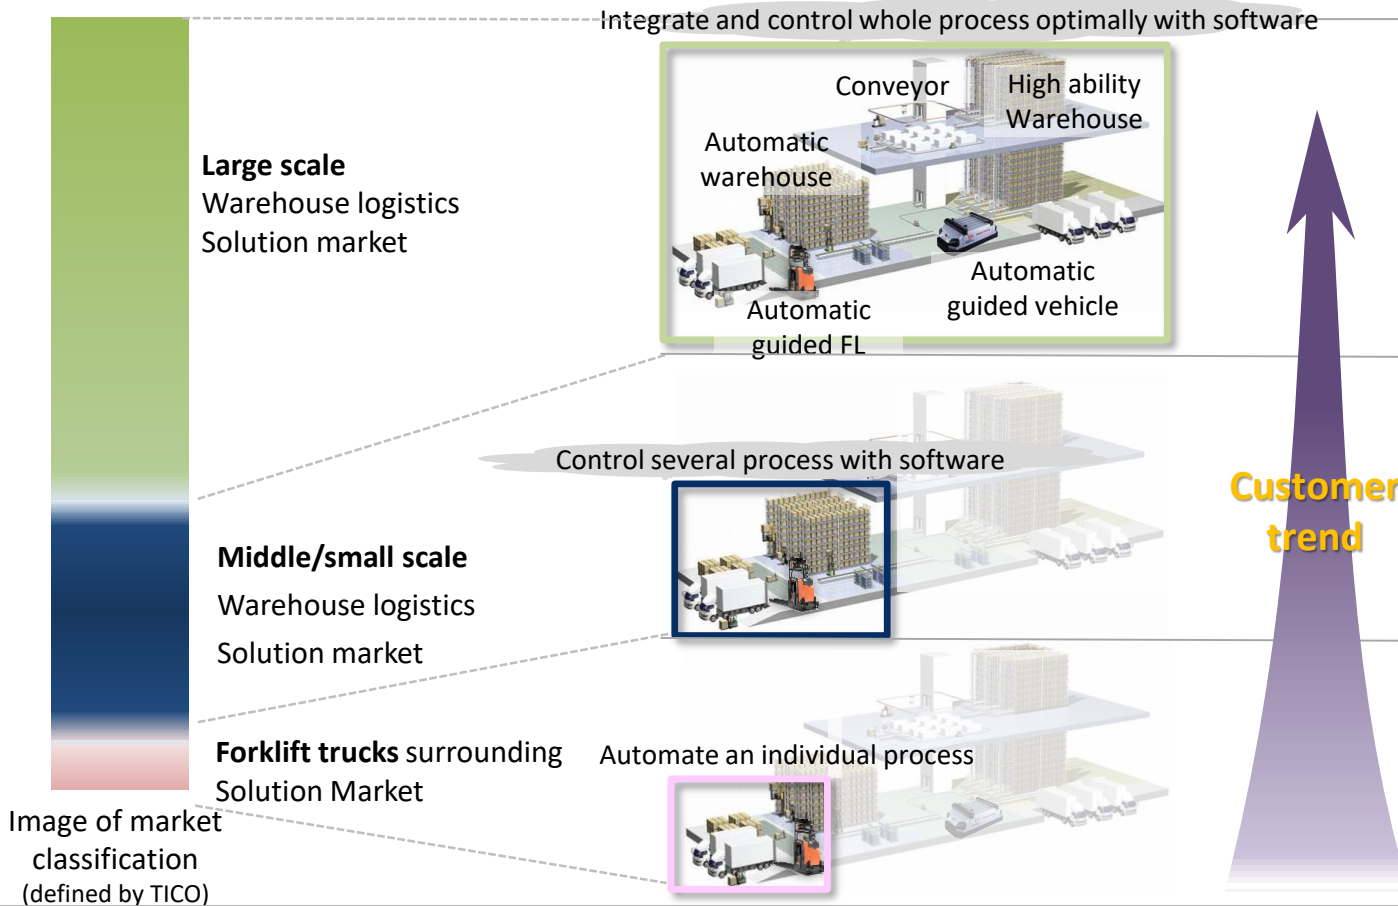 Integrate and control whole process optimally with software
Conveyor
High ability
Warehouse
Automatic
warehouse
Large scale
Warehouse logistics
Solution market
Automatic
guided vehicle
Automatic
guided FL
Control several process with software
Customer
trend
Middle/small scale
Warehouse logistics
Solution market
Forklift trucks surrounding
Solution Market
Automate an individual process
Image of market
classification
(defined by TICO)